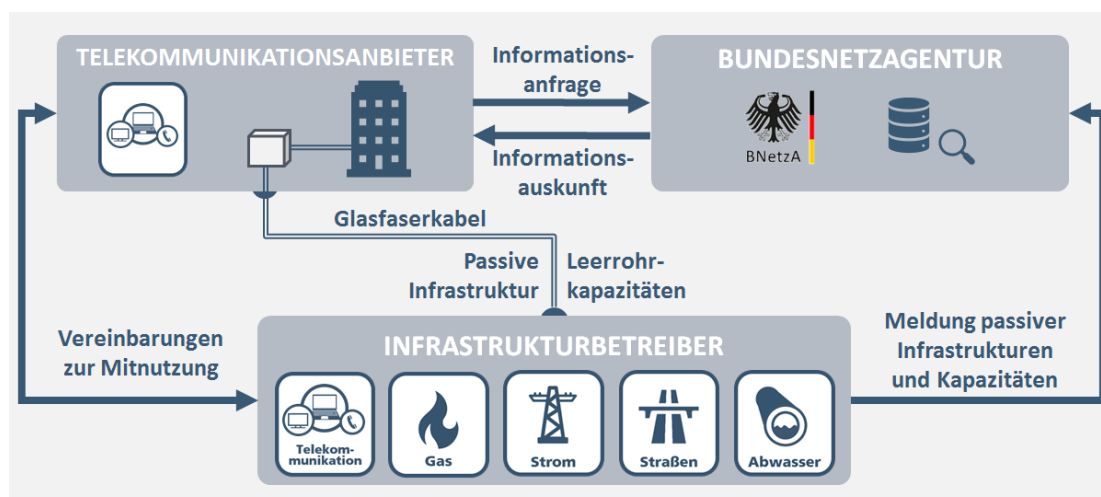 TELEKOMMUNIKATIONSANBIETER
Informations-
anfrage
Informations-
auskunft
BUNDESNETZAGENTUR
BNetzA
Glasfaserkabel
Passive
Infrastruktur
Leerrohr-
kapazitäten
Vereinbarungen
zur Mitnutzung
Meldung passiver
Infrastrukturen
und Kapazitäten
INFRASTRUKTURBETREIBER
Telekom-
munikation
Gas
Strom
Straßen
Abwasser